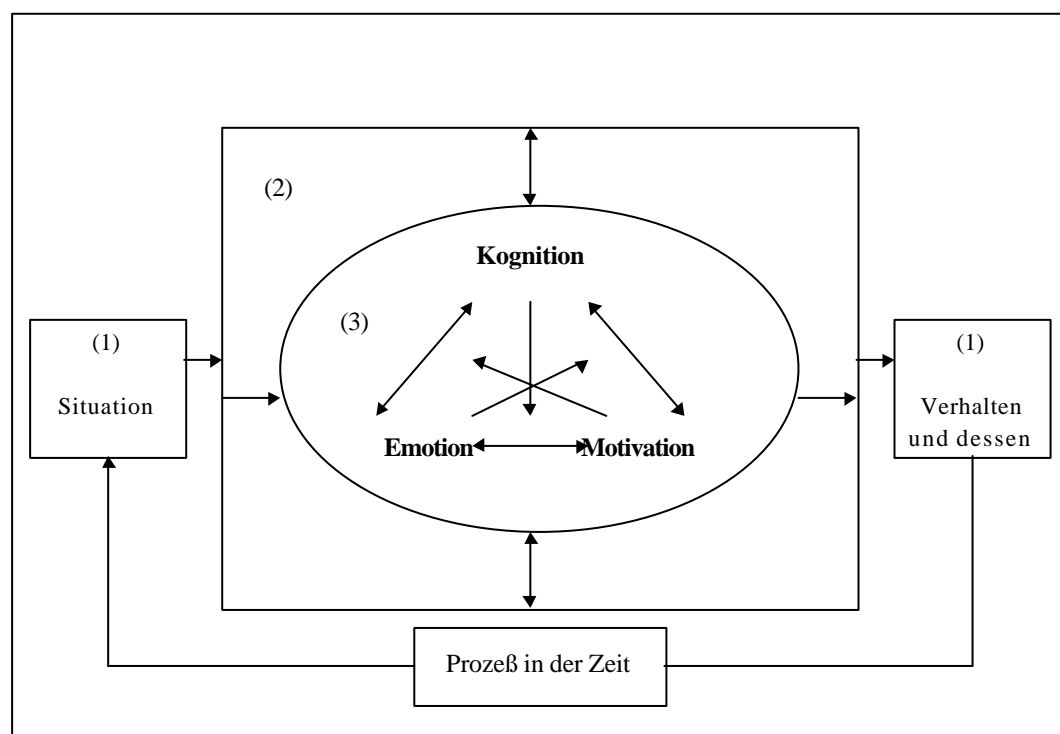 (2)
Kognition
(3)
(1)
Situation
(1)
Verhalten
und dessen
Emotion
Motivation
Prozeß in der Zeit